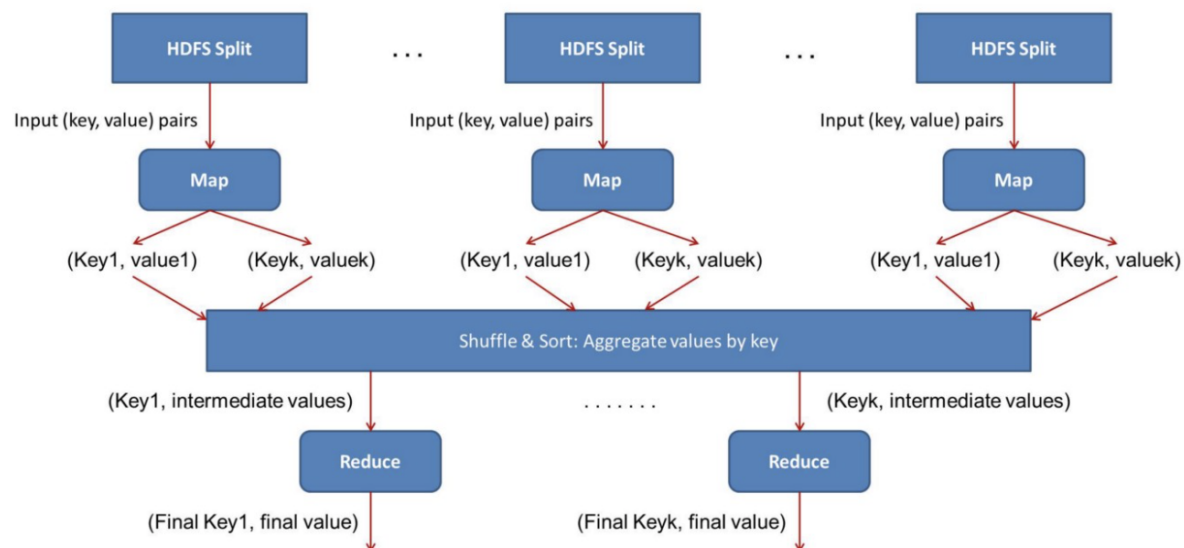 HDFS Split
. . .
HDFS Split
. . .
HDFS Split
Input (key, value) pairs
Input (key, value) pairs
Input (key, value) pairs
Map
Map
Map
(Key1, value1)
(Keyk, valuek)
(Key1, value1)
(Keyk, valuek)
(Key1, value1)
(Keyk, valuek)
Shuffle & Sort: Aggregate values by key
(Key1, intermediate values)
. . . . . . .
(Keyk, intermediate values)
Reduce
Reduce
(Final Key1, final value)
(Final Keyk, final value)